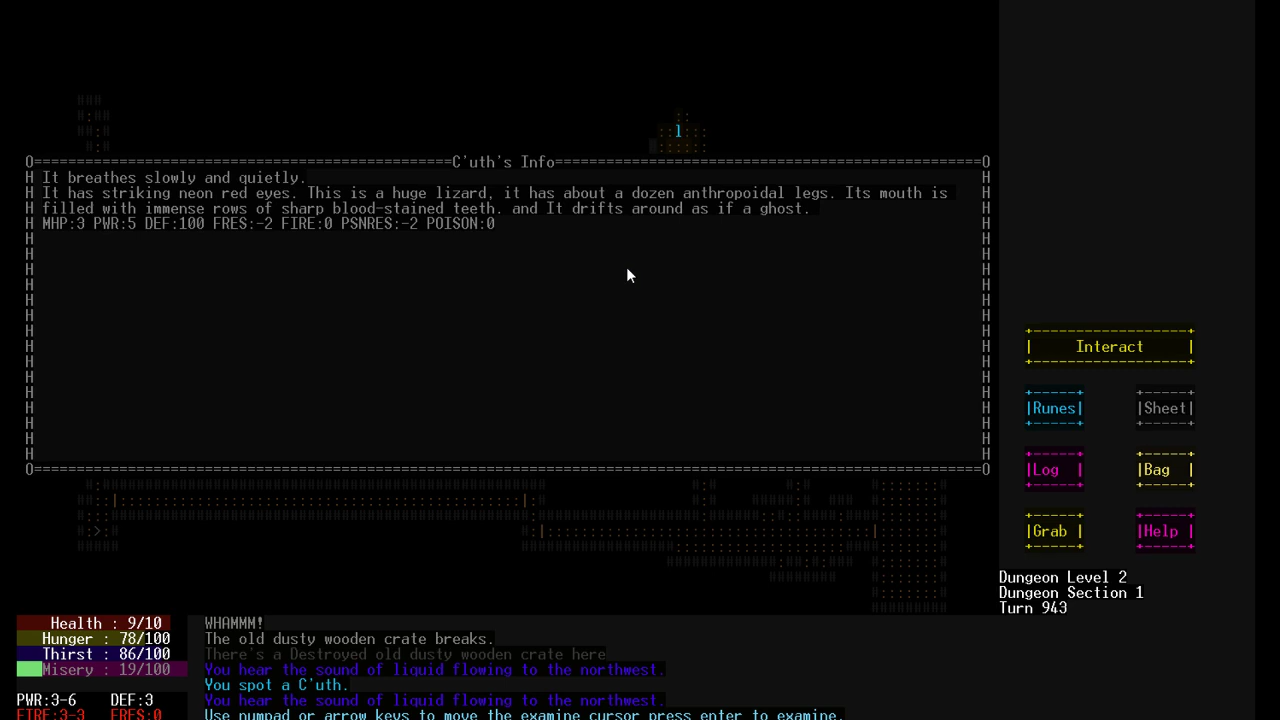 C'uth's Info
It breathes slowly and quietly.
It has striking neon red eyes. This is a huge lizard, it has about a dozen anthropoidal legs. Its mouth is
filled with immense rows of sharp blood-stained teeth. and It drifts around as if a ghost.
MHP:3 PWR:5 DEF:100 FRES:-2 FIRE:0 PSNRES:-2 POISON:0
Interact
Runes
Sheet
Log
Bag
Grab
Help
Dungeon Level 2
Dungeon Section 1
Turn 943
Health : 9/10
Hunger : 78/100
Thirst : 86/100
Misery : 19/100
PWR:3-6 DEF:3
FIRE:3-3 FRES:0
WHAMMM!
The old dusty wooden crate breaks.
There's a Destroyed old dusty wooden crate here
You hear the sound of liquid flowing to the northwest.
You spot a C'uth.
You hear the sound of liquid flowing to the northwest.
Use numpad or arrow keys to move the examine cursor press enter to examine.